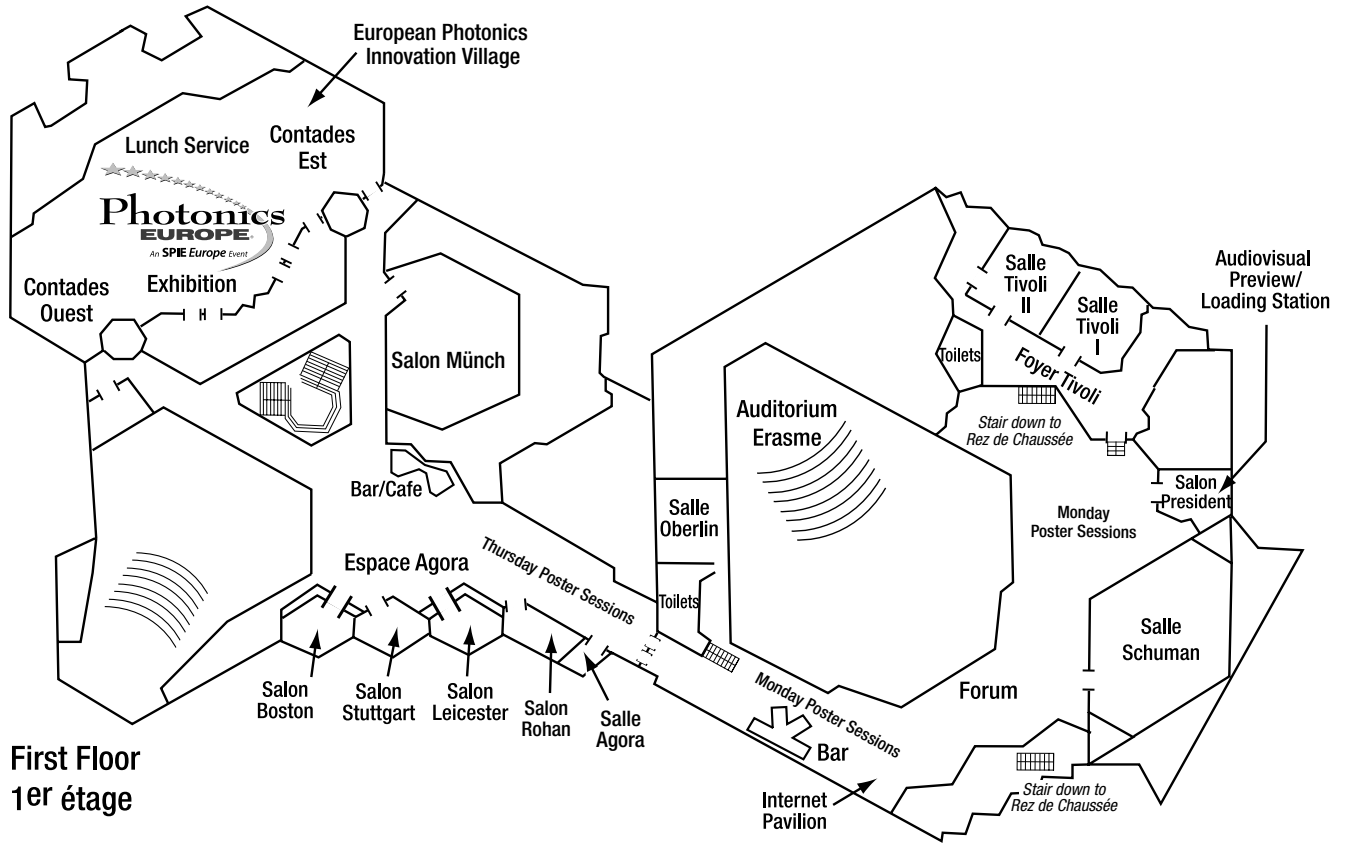 European Photonics
Innovation Village
Lunch Service
Contades
Est
Photonics
EUROPE
An SPIE Europe Event
Exhibition
Contades
Ouest
Salon Münch
Bar/Cafe
Espace Agora
Thursday Poster Sessions
Salon
Boston
Salon
Stuttgart
Salon
Leicester
Salon
Rohan
Salle
Agora
First Floor
1er étage
Salle
Oberlin
Toilets
Auditorium
Erasme
Toilets
Salle
Tivoli
II
Salle
Tivoli
I
Foyer Tivoli
Stair down to
Rez de Chaussée
Audiovisual
Preview/
Loading Station
Salon
President
Monday
Poster Sessions
Salle
Schuman
Forum
Monday Poster Sessions
Bar
Internet
Pavilion
Stair down to
Rez de Chaussée